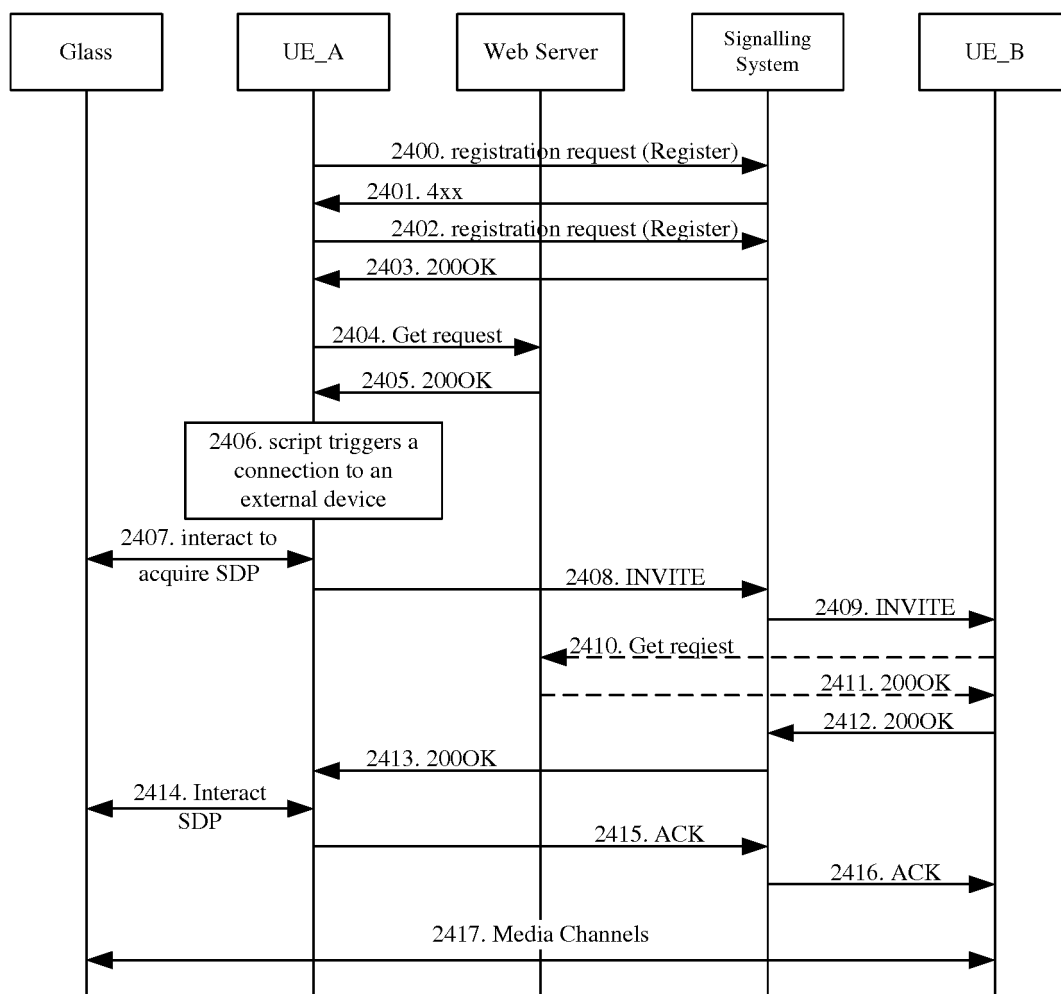 Glass
UE_A
Web Server
Signalling
System
UE_B
2400. registration request (Register)
2401. 4xx
2402. registration request (Register)
2403. 200OK
2404. Get request
2405. 200OK
2406. script triggers a
connection to an
external device
2407. interact to
acquire SDP
2408. INVITE
2409. INVITE
2410. Get reqiest
2411. 200OK
2412. 200OK
2413. 200OK
2414. Interact
SDP
2415. ACK
2416. ACK
2417. Media Channels